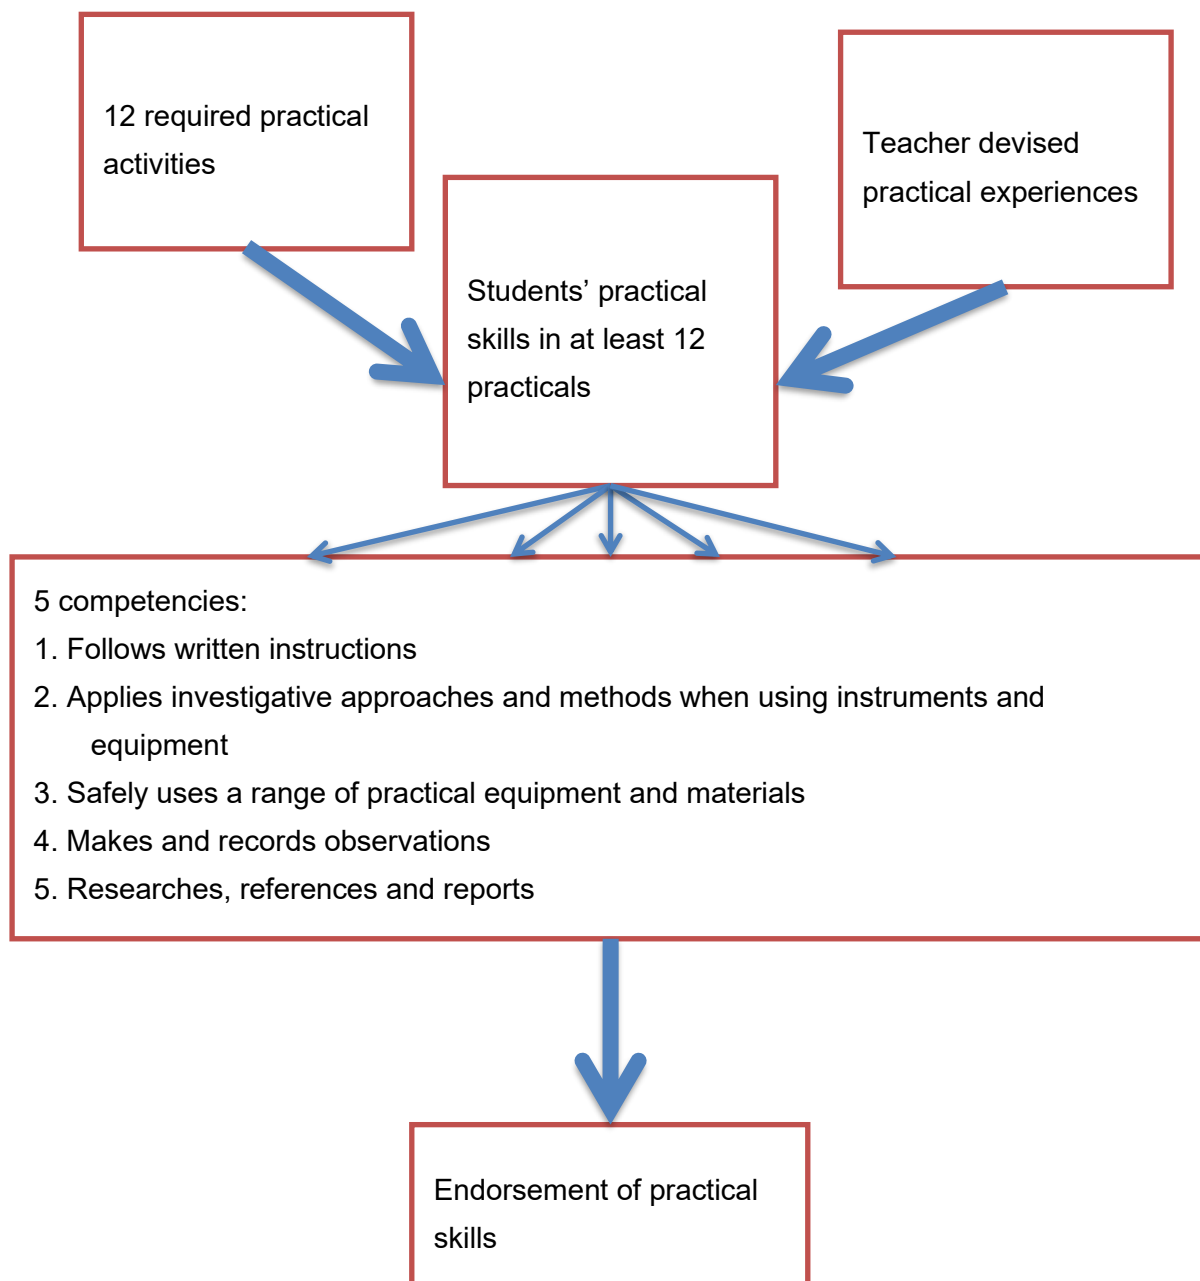 12 required practical
activities
Teacher devised
practical experiences
Students’ practical
skills in at least 12
practicals
5 competencies:
1. Follows written instructions
2. Applies investigative approaches and methods when using instruments and
equipment
3. Safely uses a range of practical equipment and materials
4. Makes and records observations
5. Researches, references and reports
Endorsement of practical
skills